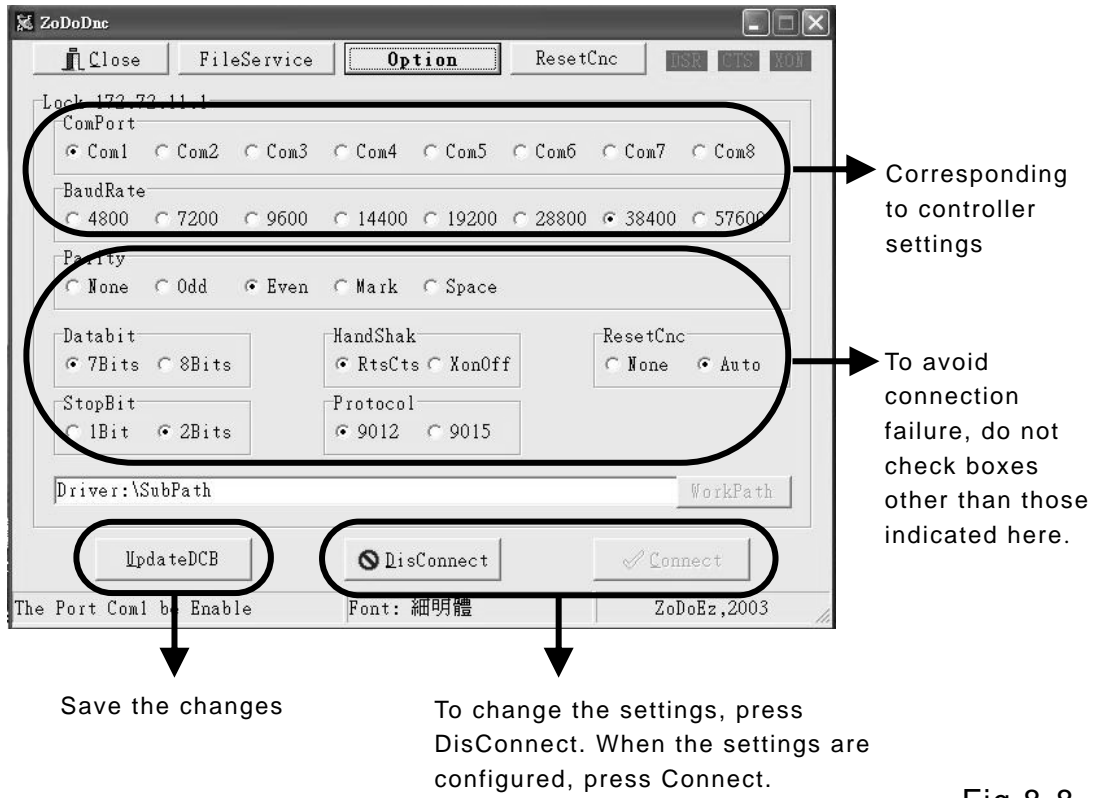 ZoDoDnc
Close FileService Option ResetCnc DSR CTS XON
Lock 172.72.11.1
ComPort
Com1 Com2 Com3 Com4 Com5 Com6 Com7 Com8
BaudRate
4800 7200 9600 14400 19200 28800 38400 57600
Parity
None Odd Even Mark Space
Databit HandShak ResetCnc
7Bits 8Bits RtsCts XonOff None Auto
StopBit Protocol
1Bit 2Bits 9012 9015
Driver:\SubPath WorkPath
UpdateDCB DisConnect Connect
The Port Com1 be Enable Font: 細明體 ZoDoEz,2003
Corresponding
to controller
settings
To avoid
connection
failure, do not
check boxes
other than those
indicated here.
Save the changes
To change the settings, press
DisConnect. When the settings are
configured, press Connect.
Fig 8-8